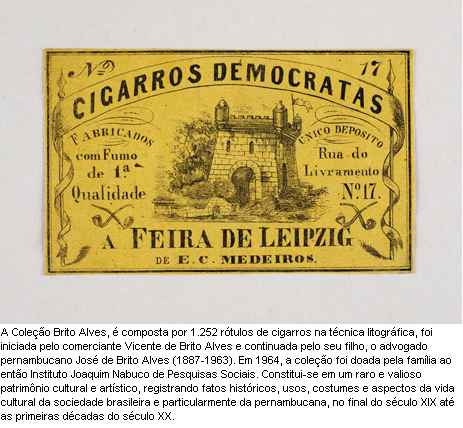 Nº 17
CIGARROS DEMOCRATAS
FABRICADOS
com Fumo
de 1ª
Qualidade
UNICO DEPOSITO
Rua do
Livramento
Nº 17.
A FEIRA DE LEIPZIG
DE E. C. MEDEIROS.
A Coleção Brito Alves, é composta por 1.252 rótulos de cigarros na técnica litográfica, foi
iniciada pelo comerciante Vicente de Brito Alves e continuada pelo seu filho, o advogado
pernambucano José de Brito Alves (1887-1963). Em 1964, a coleção foi doada pela família ao
então Instituto Joaquim Nabuco de Pesquisas Sociais. Constitui-se em um raro e valioso
patrimônio cultural e artístico, registrando fatos históricos, usos, costumes e aspectos da vida
cultural da sociedade brasileira e particularmente da pernambucana, no final do século XIX até
as primeiras décadas do século XX.